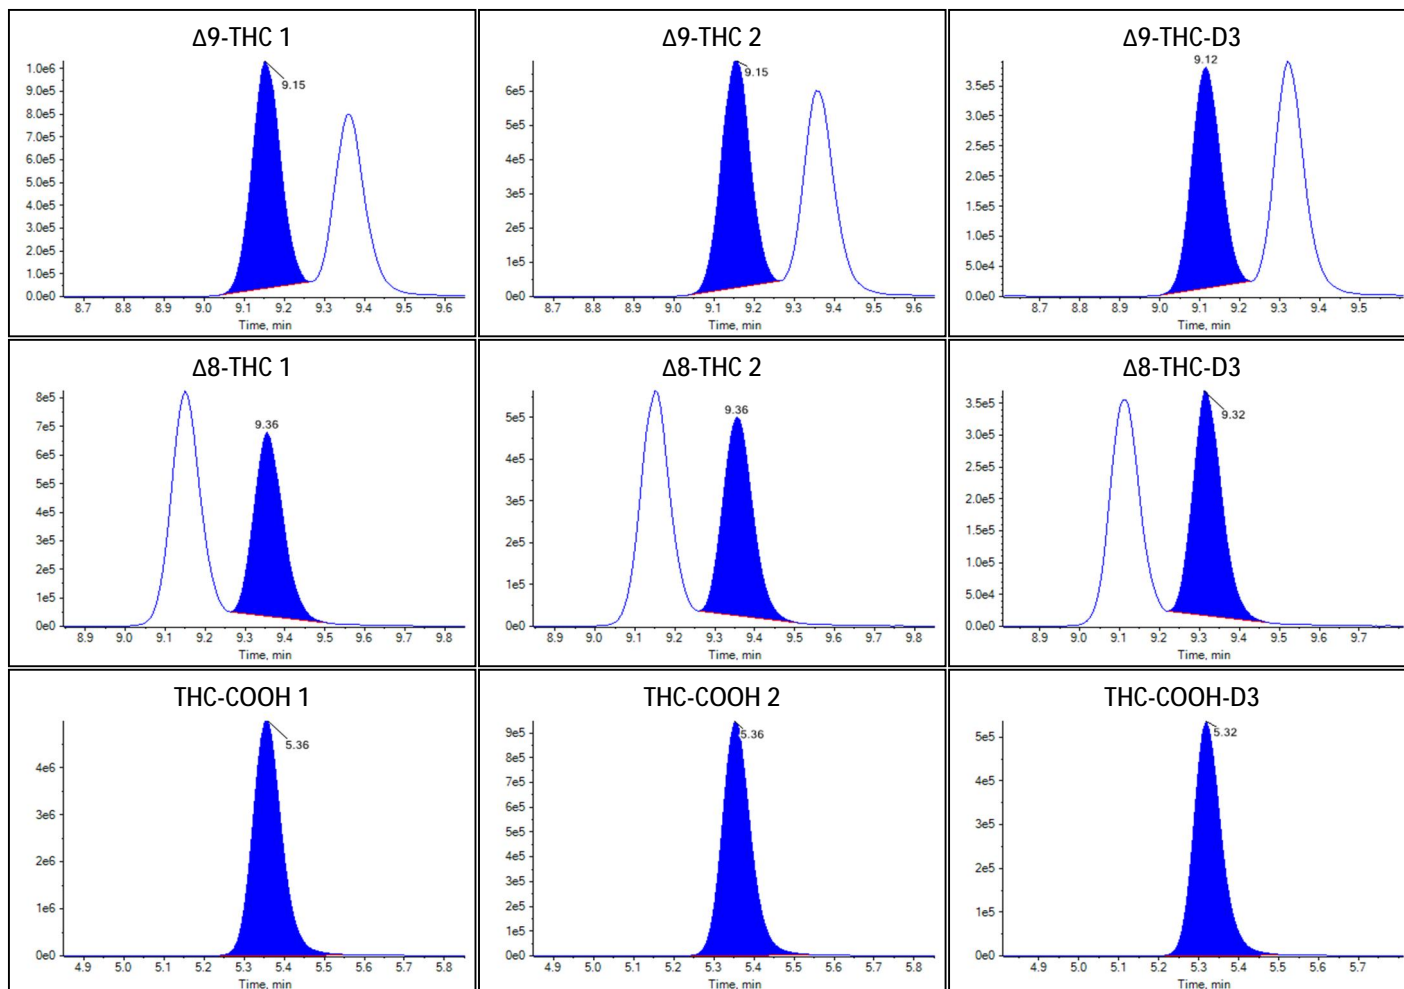 Δ9-THC 1
1.0e6
9.0e5
8.0e5
7.0e5
6.0e5
5.0e5
4.0e5
3.0e5
2.0e5
1.0e5
0.0e0
9.15
8.7 8.8 8.9 9.0 9.1 9.2 9.3 9.4 9.5 9.6
Time, min
Δ9-THC 2
6e5
5e5
4e5
3e5
2e5
1e5
0e0
9.15
8.7 8.8 8.9 9.0 9.1 9.2 9.3 9.4 9.5 9.6
Time, min
Δ9-THC-D3
9.12
3.5e5
3.0e5
2.5e5
2.0e5
1.5e5
1.0e5
5.0e4
0.0e0
8.7 8.8 8.9 9.0 9.1 9.2 9.3 9.4 9.5
Time, min
Δ8-THC 1
8e5
7e5
6e5
5e5
4e5
3e5
2e5
1e5
0e0
9.36
8.9 9.0 9.1 9.2 9.3 9.4 9.5 9.6 9.7 9.8
Time, min
Δ8-THC 2
5e5
4e5
3e5
2e5
1e5
0e0
9.36
8.9 9.0 9.1 9.2 9.3 9.4 9.5 9.6 9.7 9.8
Time, min
Δ8-THC-D3
3.5e5
3.0e5
2.5e5
2.0e5
1.5e5
1.0e5
5.0e4
0.0e0
9.32
8.9 9.0 9.1 9.2 9.3 9.4 9.5 9.6 9.7
Time, min
THC-COOH 1
4e6
3e6
2e6
1e6
0e0
5.36
4.9 5.0 5.1 5.2 5.3 5.4 5.5 5.6 5.7 5.8
Time, min
THC-COOH 2
9e5
8e5
7e5
6e5
5e5
4e5
3e5
2e5
1e5
0e0
5.36
4.9 5.0 5.1 5.2 5.3 5.4 5.5 5.6 5.7 5.8
Time, min
THC-COOH-D3
5e5
4e5
3e5
2e5
1e5
0e0
5.32
4.9 5.0 5.1 5.2 5.3 5.4 5.5 5.6 5.7
Time, min